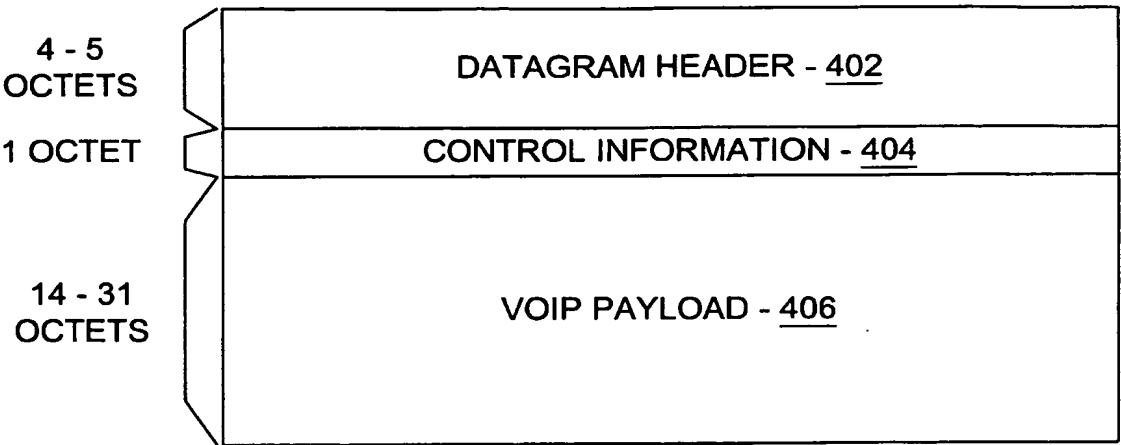 4 - 5
OCTETS
DATAGRAM HEADER - 402
1 OCTET
CONTROL INFORMATION - 404
14 - 31
OCTETS
VOIP PAYLOAD - 406